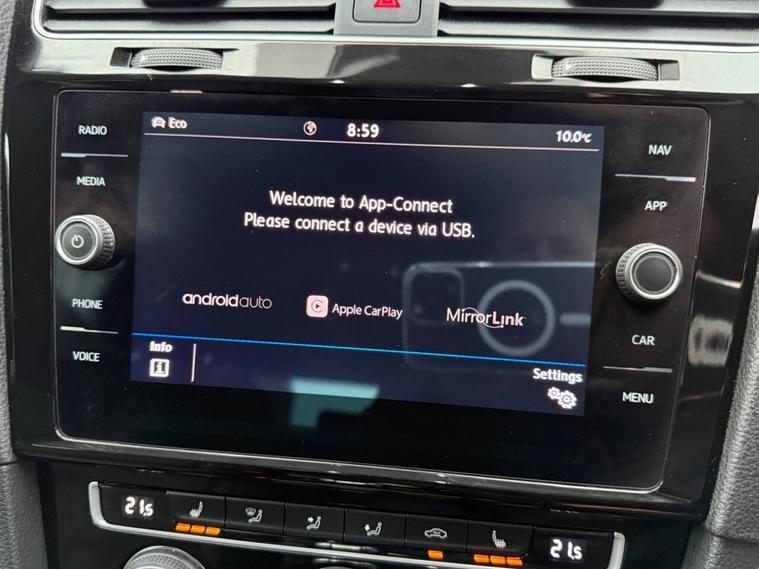 RADIO
MEDIA
PHONE
VOICE
Eco
8:59
10.0°C
Welcome to App-Connect
Please connect a device via USB.
androidauto
Apple CarPlay
MirrorLink
Info
i
Settings
NAV
APP
CAR
MENU
21.5
21.5